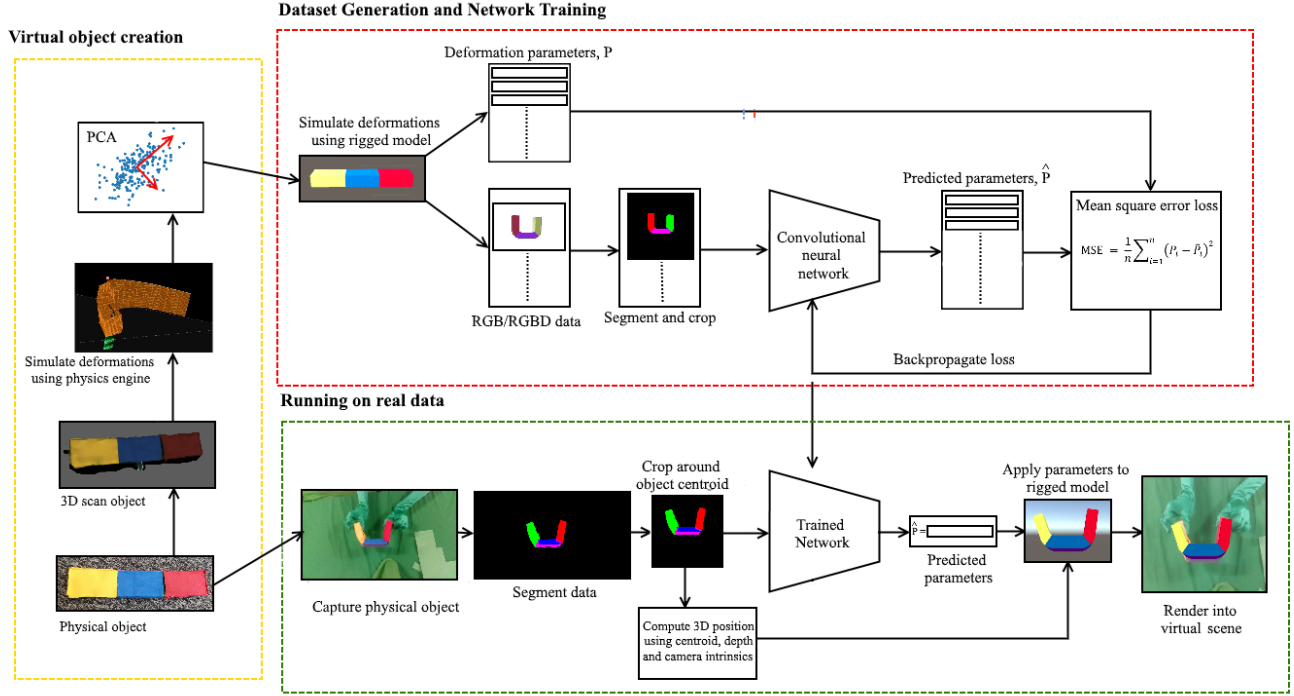 Dataset Generation and Network Training
Virtual object creation
PCA
Simulate deformations
using physics engine
3D scan object
Physical object
Deformation parameters, P
Simulate deformations
using rigged model
RGB/RGBD data
Segment and crop
Convolutional
neural
network
Predicted parameters, P̂
Mean square error loss
MSE = 1/n ∑ⁿᵢ₌₁ (Pᵢ − P̂ᵢ)²
Backpropagate loss
Running on real data
Capture physical object
Segment data
Crop around
object centroid
Compute 3D position
using centroid, depth
and camera intrinsics
Trained
Network
P̂ =
Predicted
parameters
Apply parameters to
rigged model
Render into
virtual scene